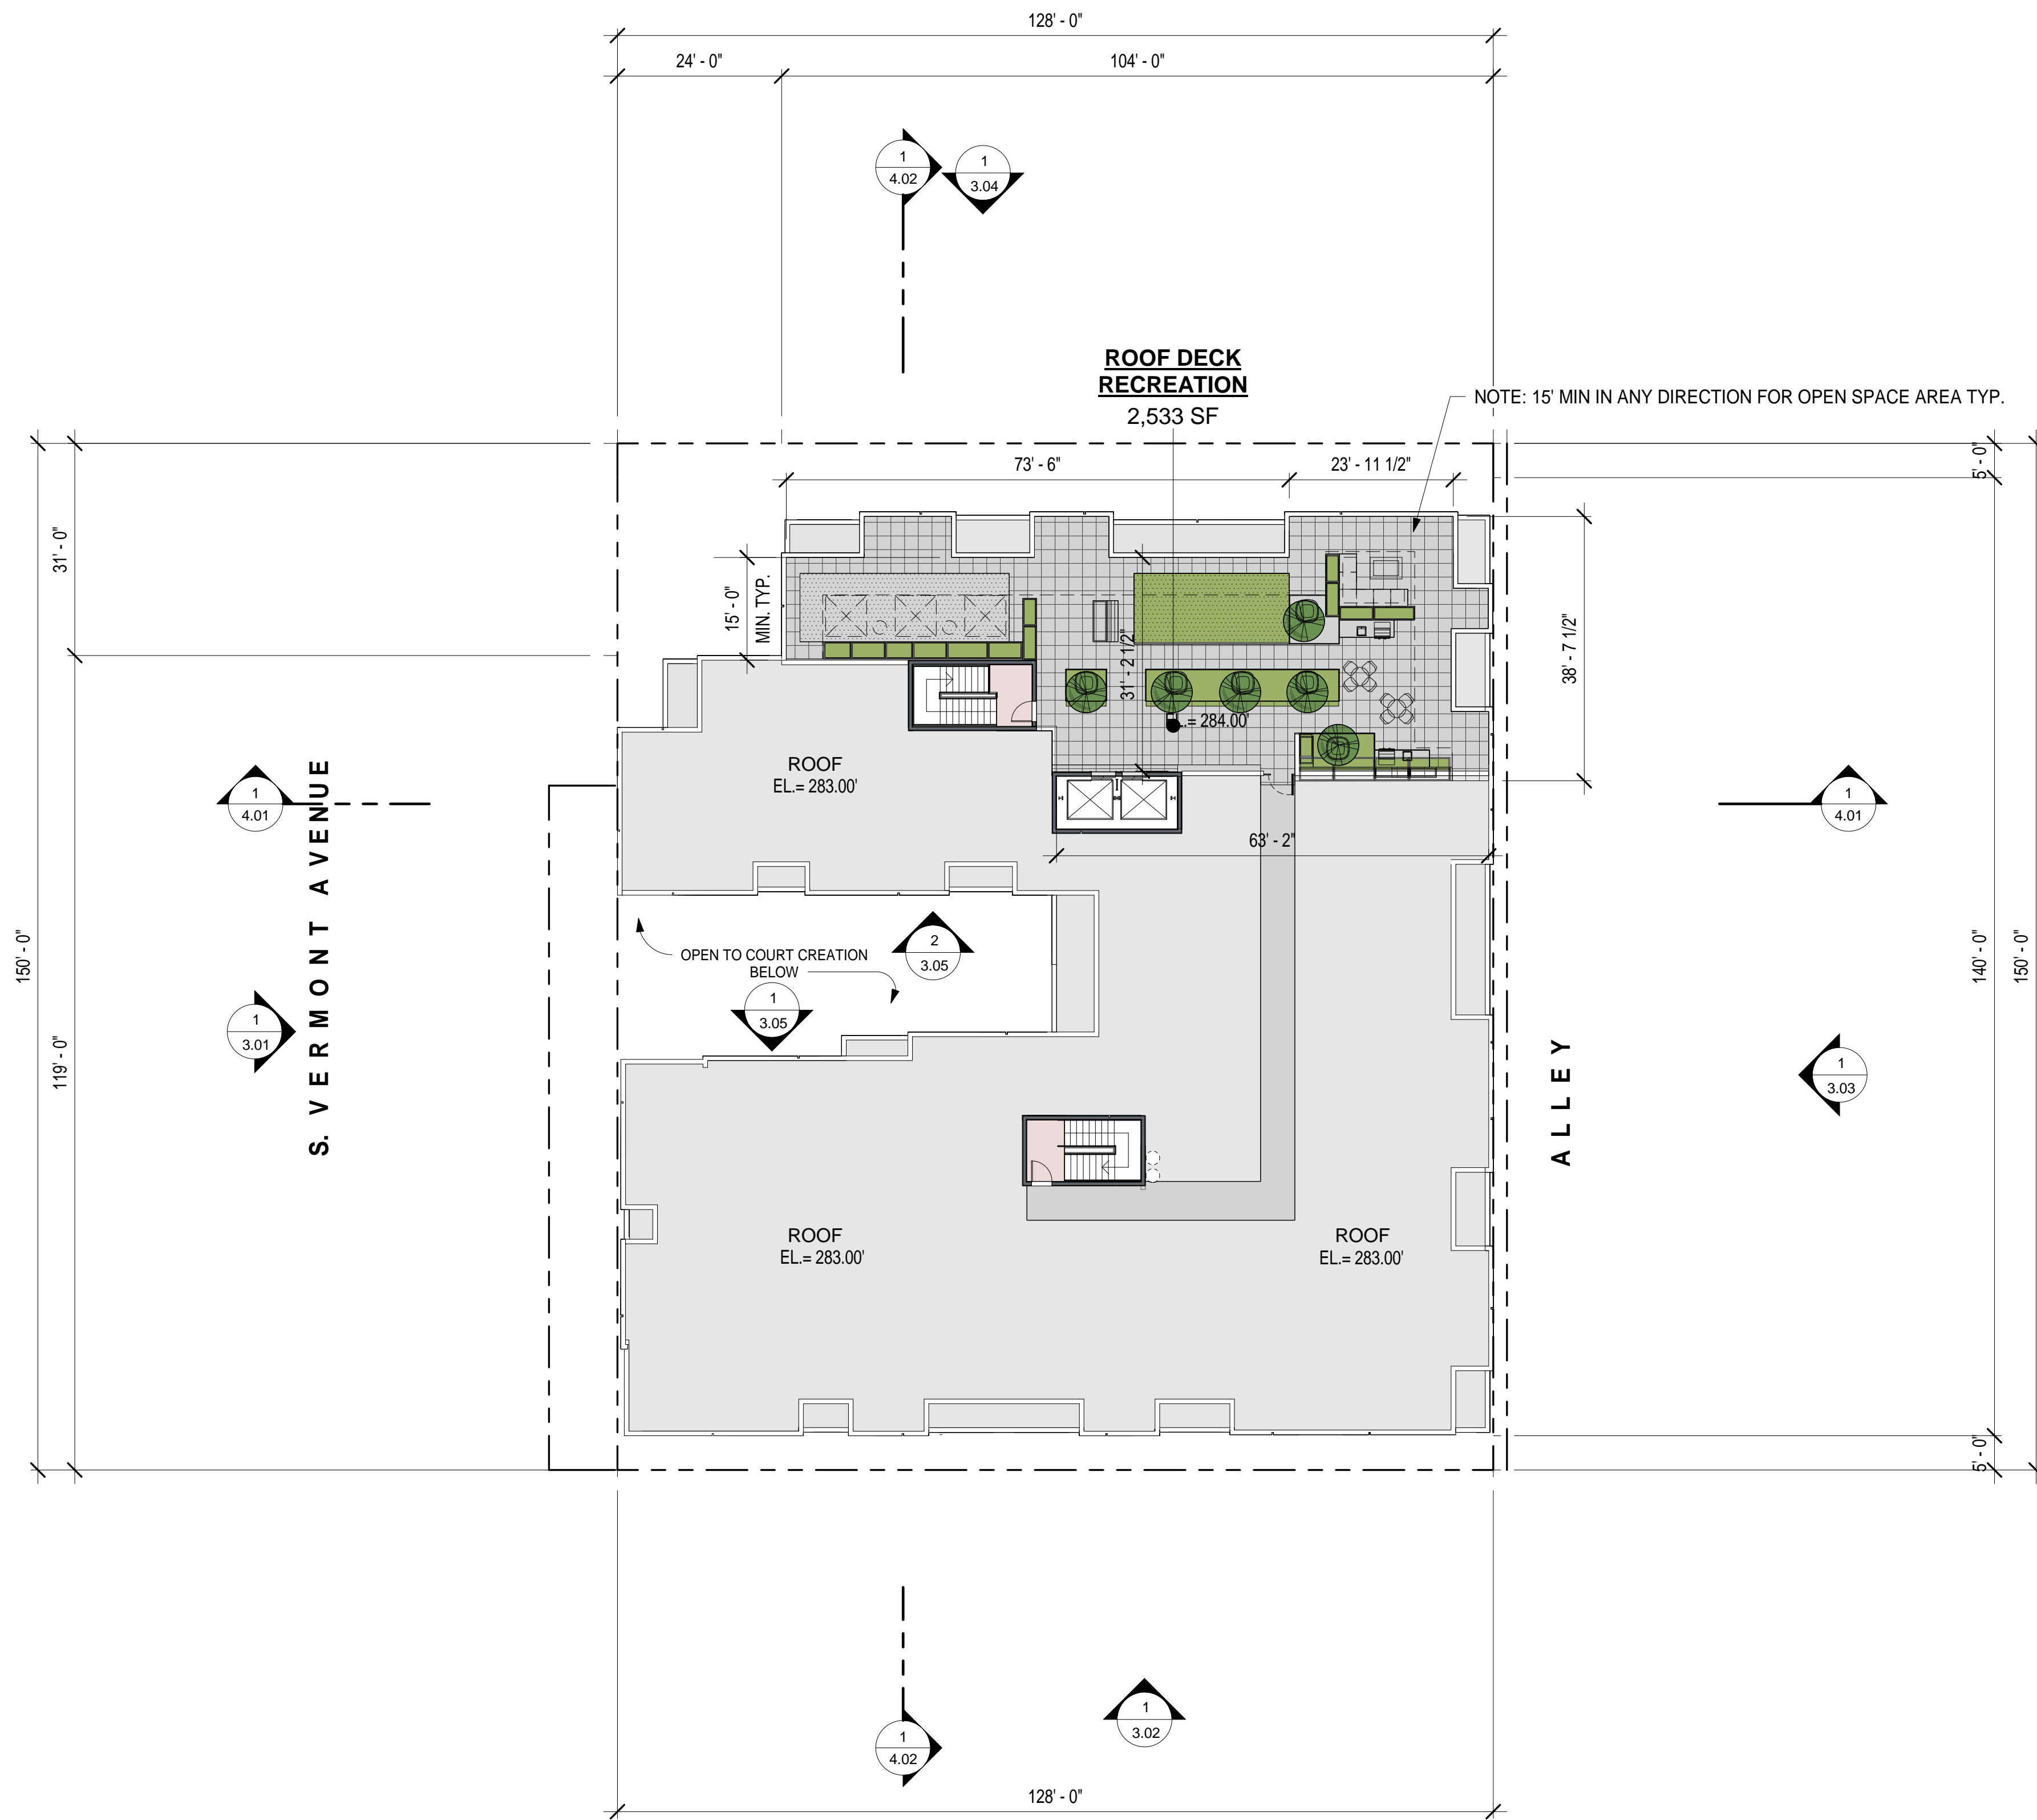 128' - 0"
24' - 0"
104' - 0"
1
4.02
1
3.04
ROOF DECK
RECREATION
2,533 SF
NOTE: 15' MIN IN ANY DIRECTION FOR OPEN SPACE AREA TYP.
73' - 6"
23' - 11 1/2"
5' - 0"
31' - 0"
15' - 0"
MIN. TYP.
31' - 2 1/2"
38' - 7 1/2"
= 284.00'
ROOF
EL.= 283.00'
1
4.01
S. VERMONT AVENUE
1
4.01
63' - 2"
2
3.05
OPEN TO COURT CREATION
BELOW
1
3.05
150' - 0"
119' - 0"
1
3.01
140' - 0"
150' - 0"
ALLEY
1
3.03
ROOF
EL.= 283.00'
ROOF
EL.= 283.00'
5' - 0"
1
3.02
1
4.02
128' - 0"